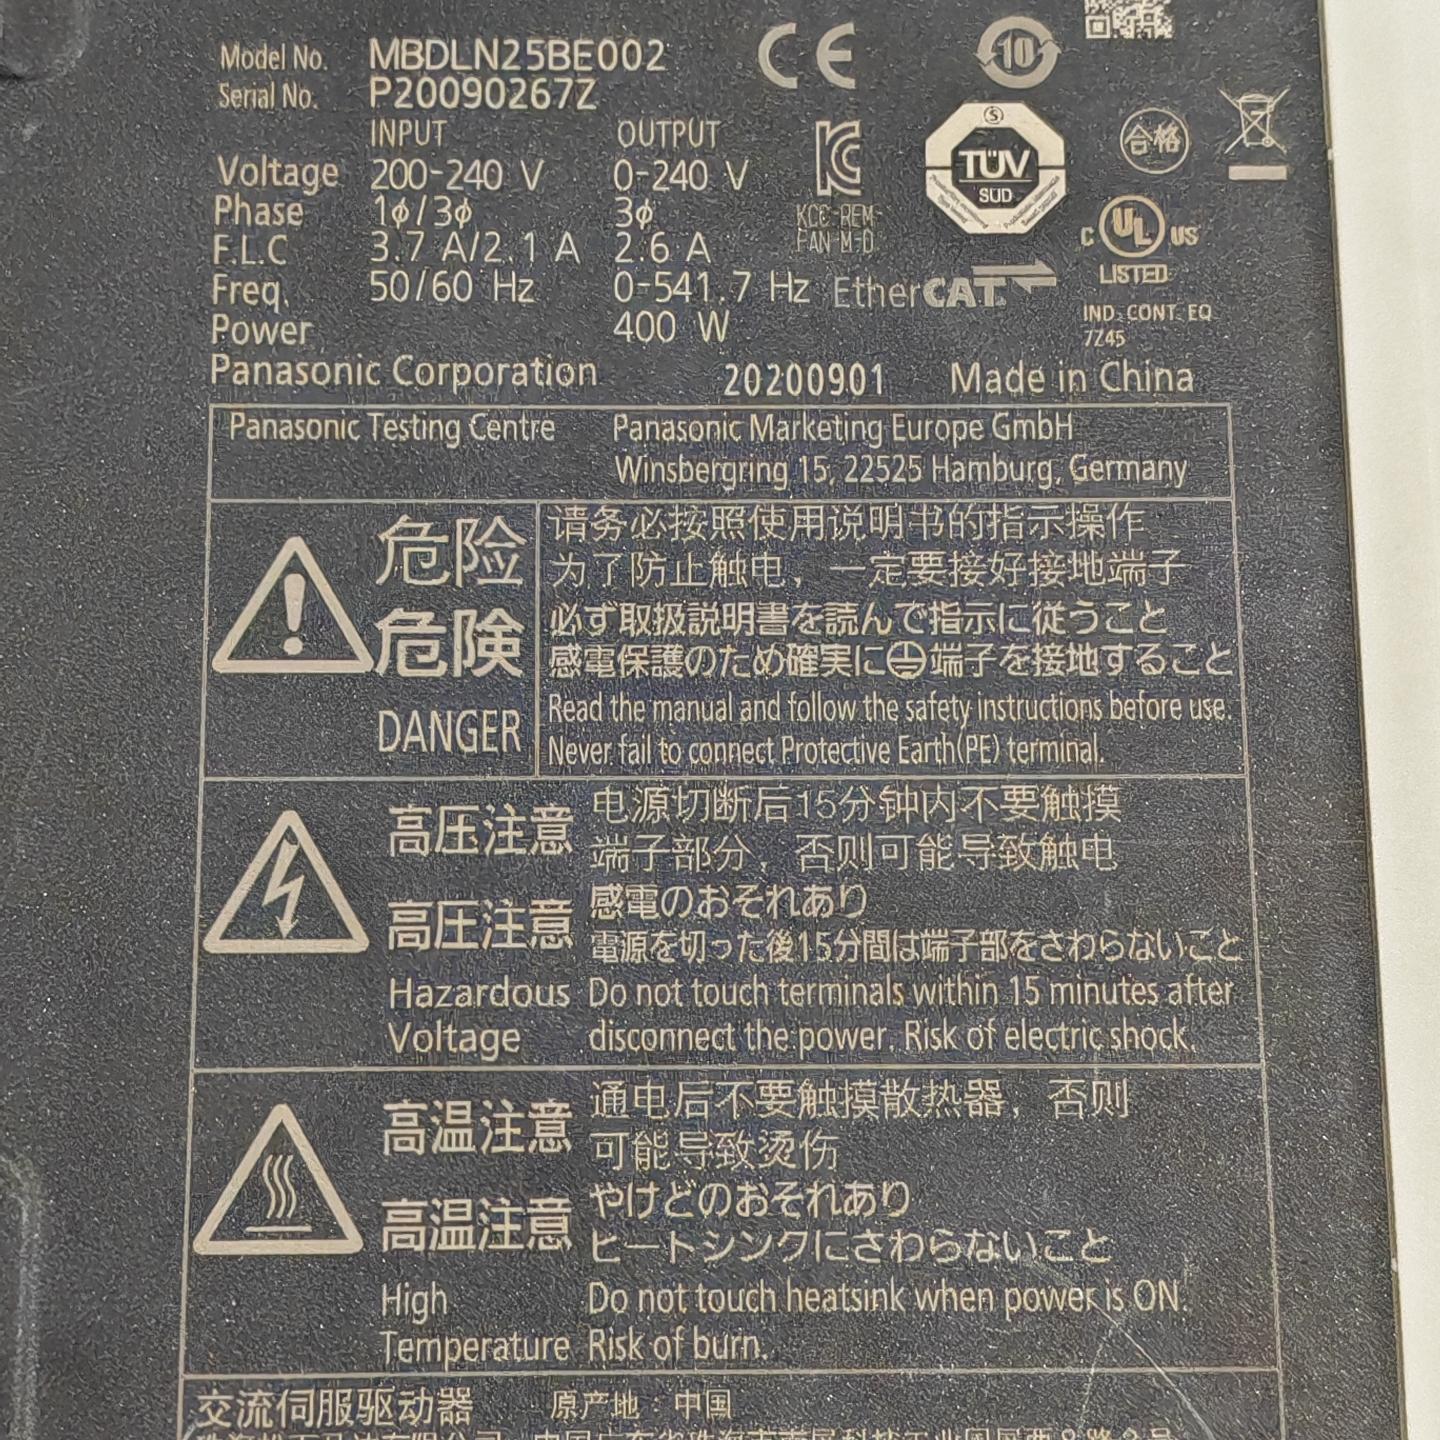 Model No. MBDLN25BE002
Serial No. P20090267Z
INPUT OUTPUT
Voltage 200-240 V 0-240 V
Phase 1ϕ/3ϕ 3ϕ
F.L.C 3.7 A/2.1 A 2.6 A
Freq. 50/60 Hz 0-541.7 Hz
Power 400 W
CE
10
KCC-REM-
PAN-M-D
TÜV
SÜD
合格
C UL US
LISTED
IND. CONT. EQ.
7Z45
EtherCAT
Panasonic Corporation 20200901 Made in China
Panasonic Testing Centre Panasonic Marketing Europe GmbH
Winsbergring 15, 22525 Hamburg, Germany
危险
危険
DANGER
请务必按照使用说明书的指示操作
为了防止触电，一定要接好接地端子
必ず取扱説明書を読んで指示に従うこと
感電保護のため確実に⏚端子を接地すること
Read the manual and follow the safety instructions before use.
Never fail to connect Protective Earth(PE) terminal.
高压注意
高圧注意
Hazardous
Voltage
电源切断后15分钟内不要触摸
端子部分，否则可能导致触电
感電のおそれあり
電源を切った後15分間は端子部をさわらないこと
Do not touch terminals within 15 minutes after
disconnect the power. Risk of electric shock.
高温注意
高温注意
High
Temperature
通电后不要触摸散热器，否则
可能导致烫伤
やけどのおそれあり
ヒートシンクにさわらないこと
Do not touch heatsink when power is ON.
Risk of burn.
交流伺服驱动器 原产地：中国